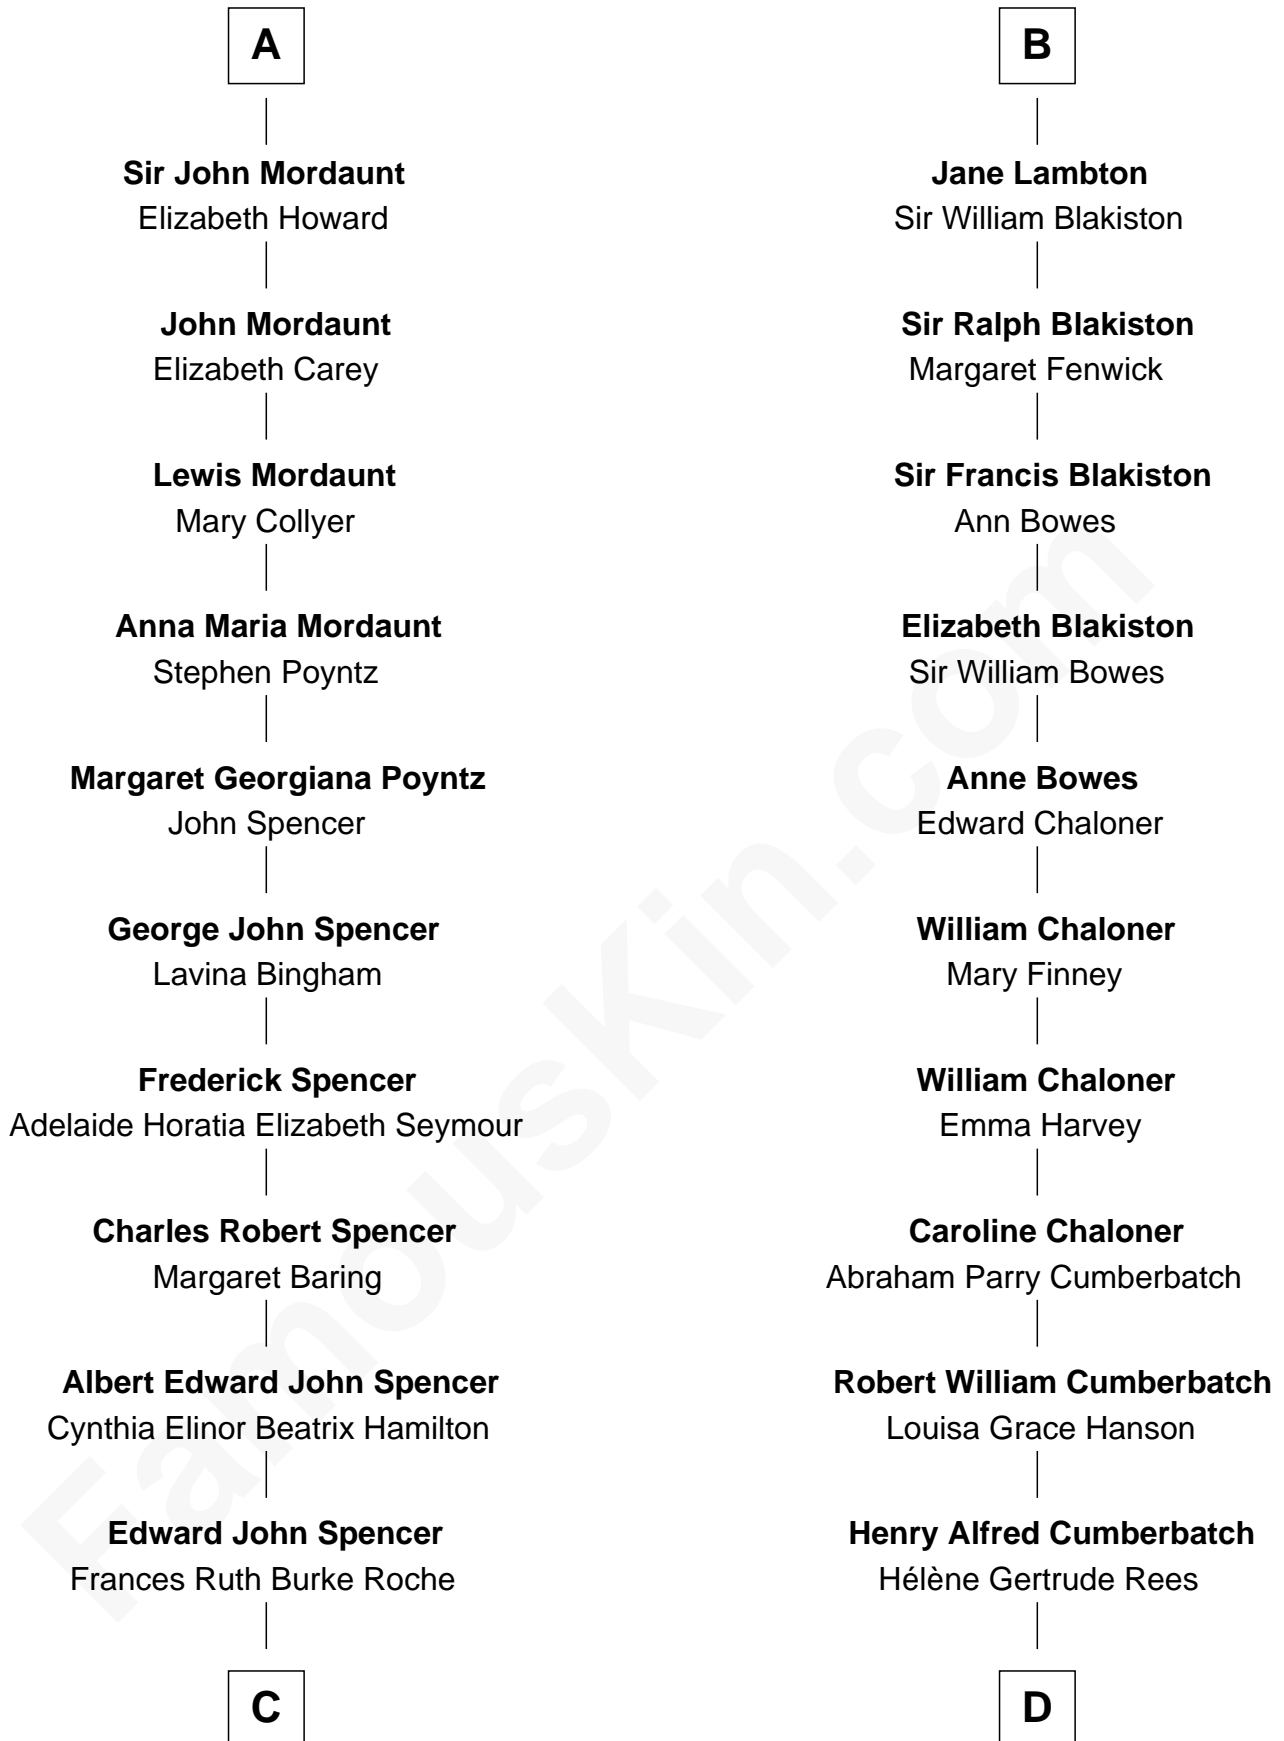 A
Sir John Mordaunt
Elizabeth Howard
John Mordaunt
Elizabeth Carey
Lewis Mordaunt
Mary Collyer
Anna Maria Mordaunt
Stephen Poyntz
Margaret Georgiana Poyntz
John Spencer
George John Spencer
Lavina Bingham
Frederick Spencer
Adelaide Horatia Elizabeth Seymour
Charles Robert Spencer
Margaret Baring
Albert Edward John Spencer
Cynthia Elinor Beatrix Hamilton
Edward John Spencer
Frances Ruth Burke Roche
C
B
Jane Lambton
Sir William Blakiston
Sir Ralph Blakiston
Margaret Fenwick
Sir Francis Blakiston
Ann Bowes
Elizabeth Blakiston
Sir William Bowes
Anne Bowes
Edward Chaloner
William Chaloner
Mary Finney
William Chaloner
Emma Harvey
Caroline Chaloner
Abraham Parry Cumberbatch
Robert William Cumberbatch
Louisa Grace Hanson
Henry Alfred Cumberbatch
Hélène Gertrude Rees
D
FamousKin.com